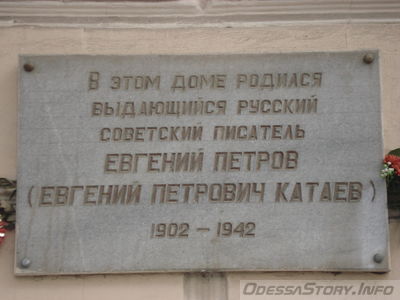 В ЭТОМ ДОМЕ РОДИЛСЯ
ВЫДАЮЩИЙСЯ РУССКИЙ
СОВЕТСКИЙ ПИСАТЕЛЬ
ЕВГЕНИЙ ПЕТРОВ
(ЕВГЕНИЙ ПЕТРОВИЧ КАТАЕВ)
1902 – 1942
OdessaStory.Info